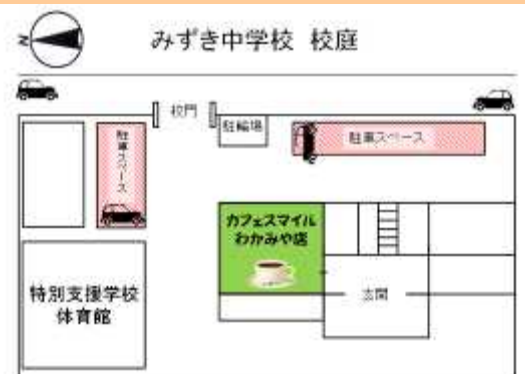 N
みずき中学校 校庭
校門
駐輪場
駐車スペース
駐車スペース
カフェスマイル
わかみや店
特別支援学校
体育館
玄関